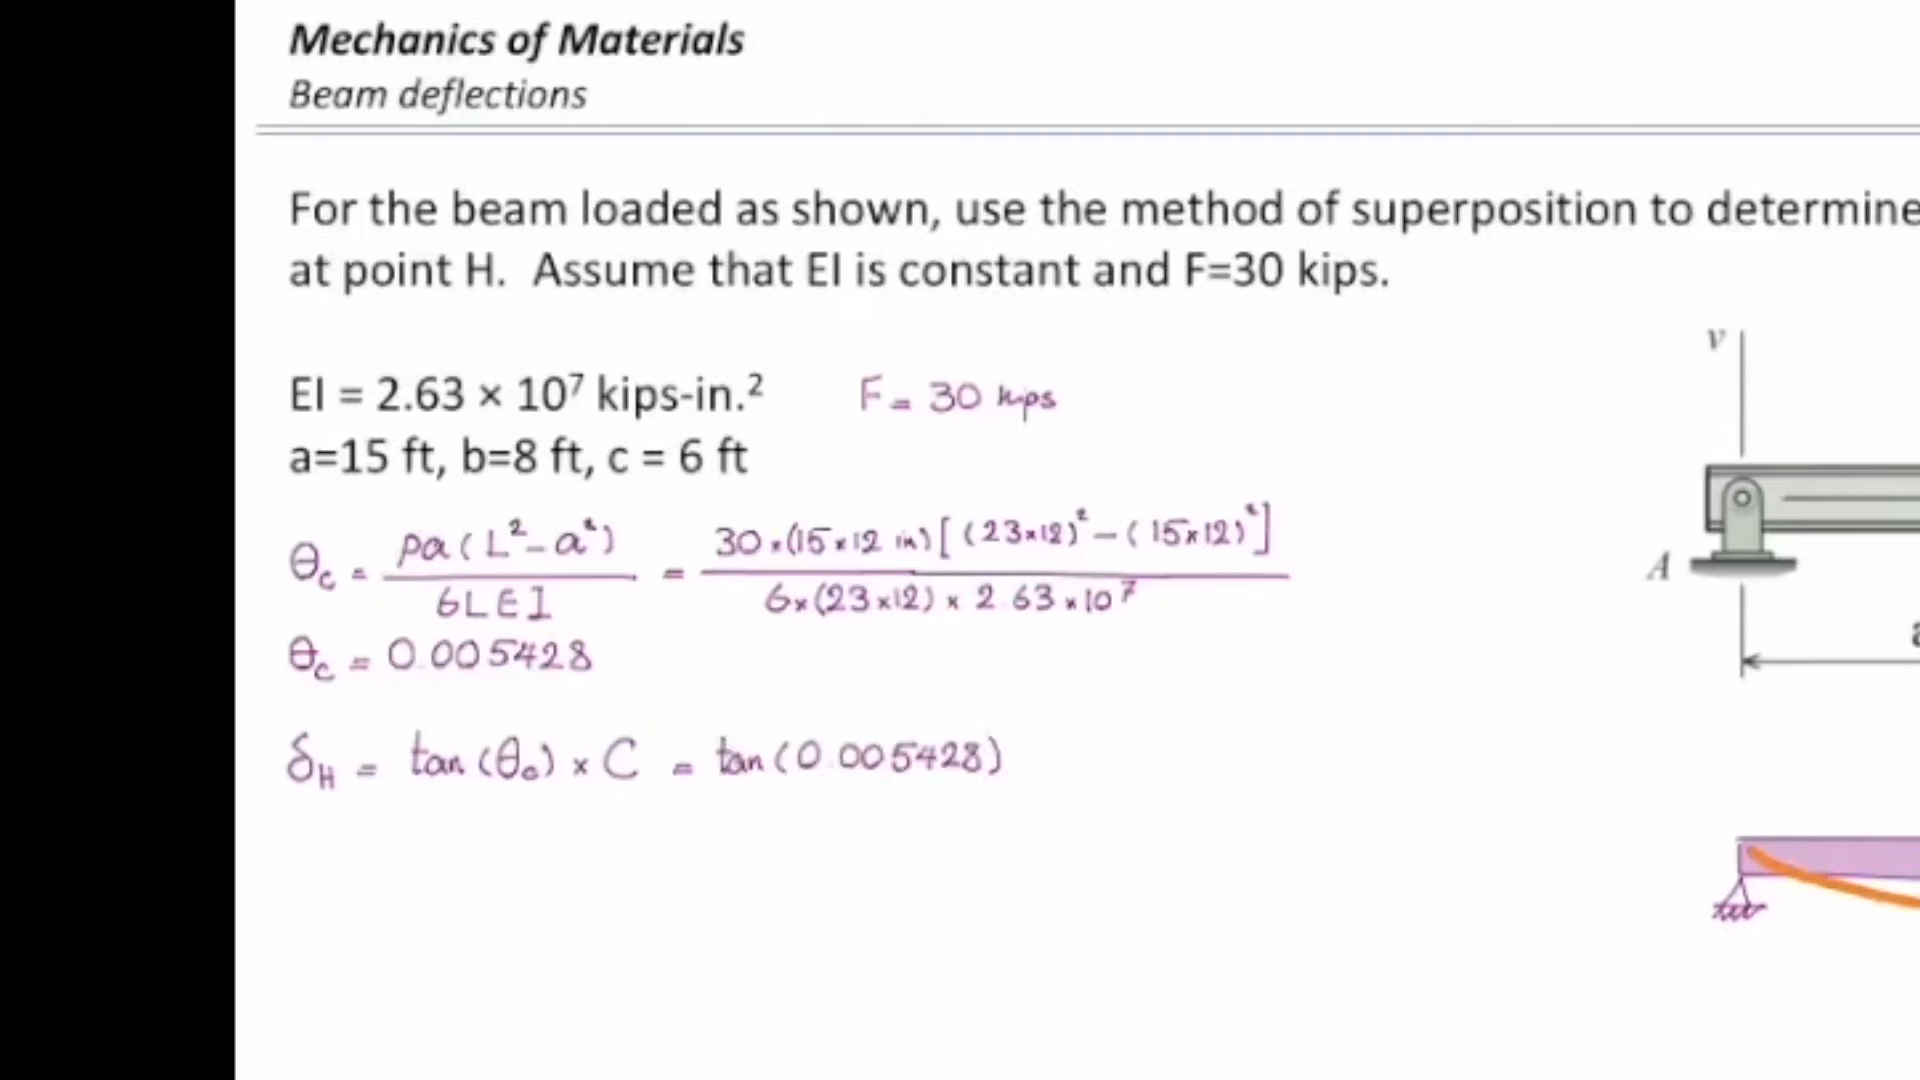 Mechanics of Materials
Beam deflections
For the beam loaded as shown, use the method of superposition to determine
at point H. Assume that EI is constant and F=30 kips.
v
EI = 2.63 × 10⁷ kips-in.² F = 30 kips
a=15 ft, b=8 ft, c = 6 ft
θc = Pa(L²-a²) / 6LEI = 30×(15×12 in)[(23×12)²-(15×12)²] / 6×(23×12) × 2.63×10⁷
A
θc = 0.005428
δH = tan(θc) × C = tan(0.005428)